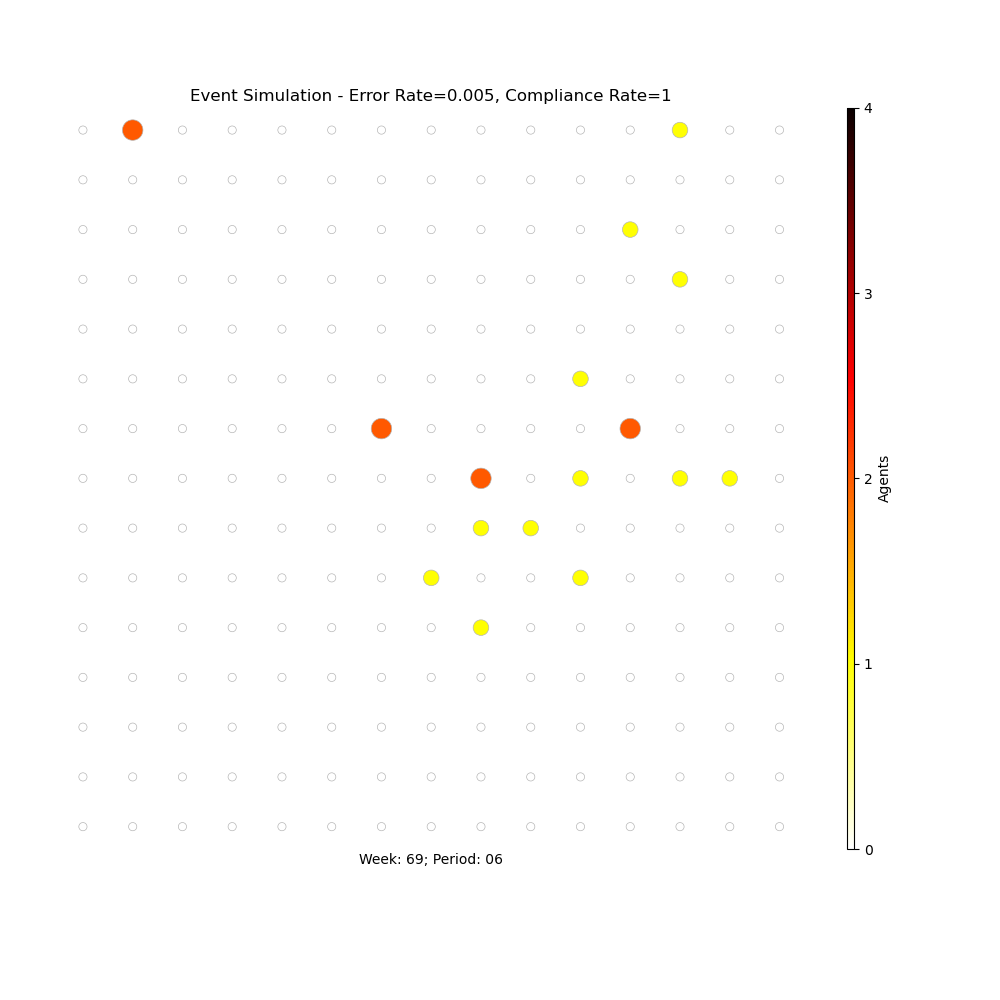 Event Simulation - Error Rate=0.005, Compliance Rate=1
4
3
2
1
0
Agents
Week: 69; Period: 06